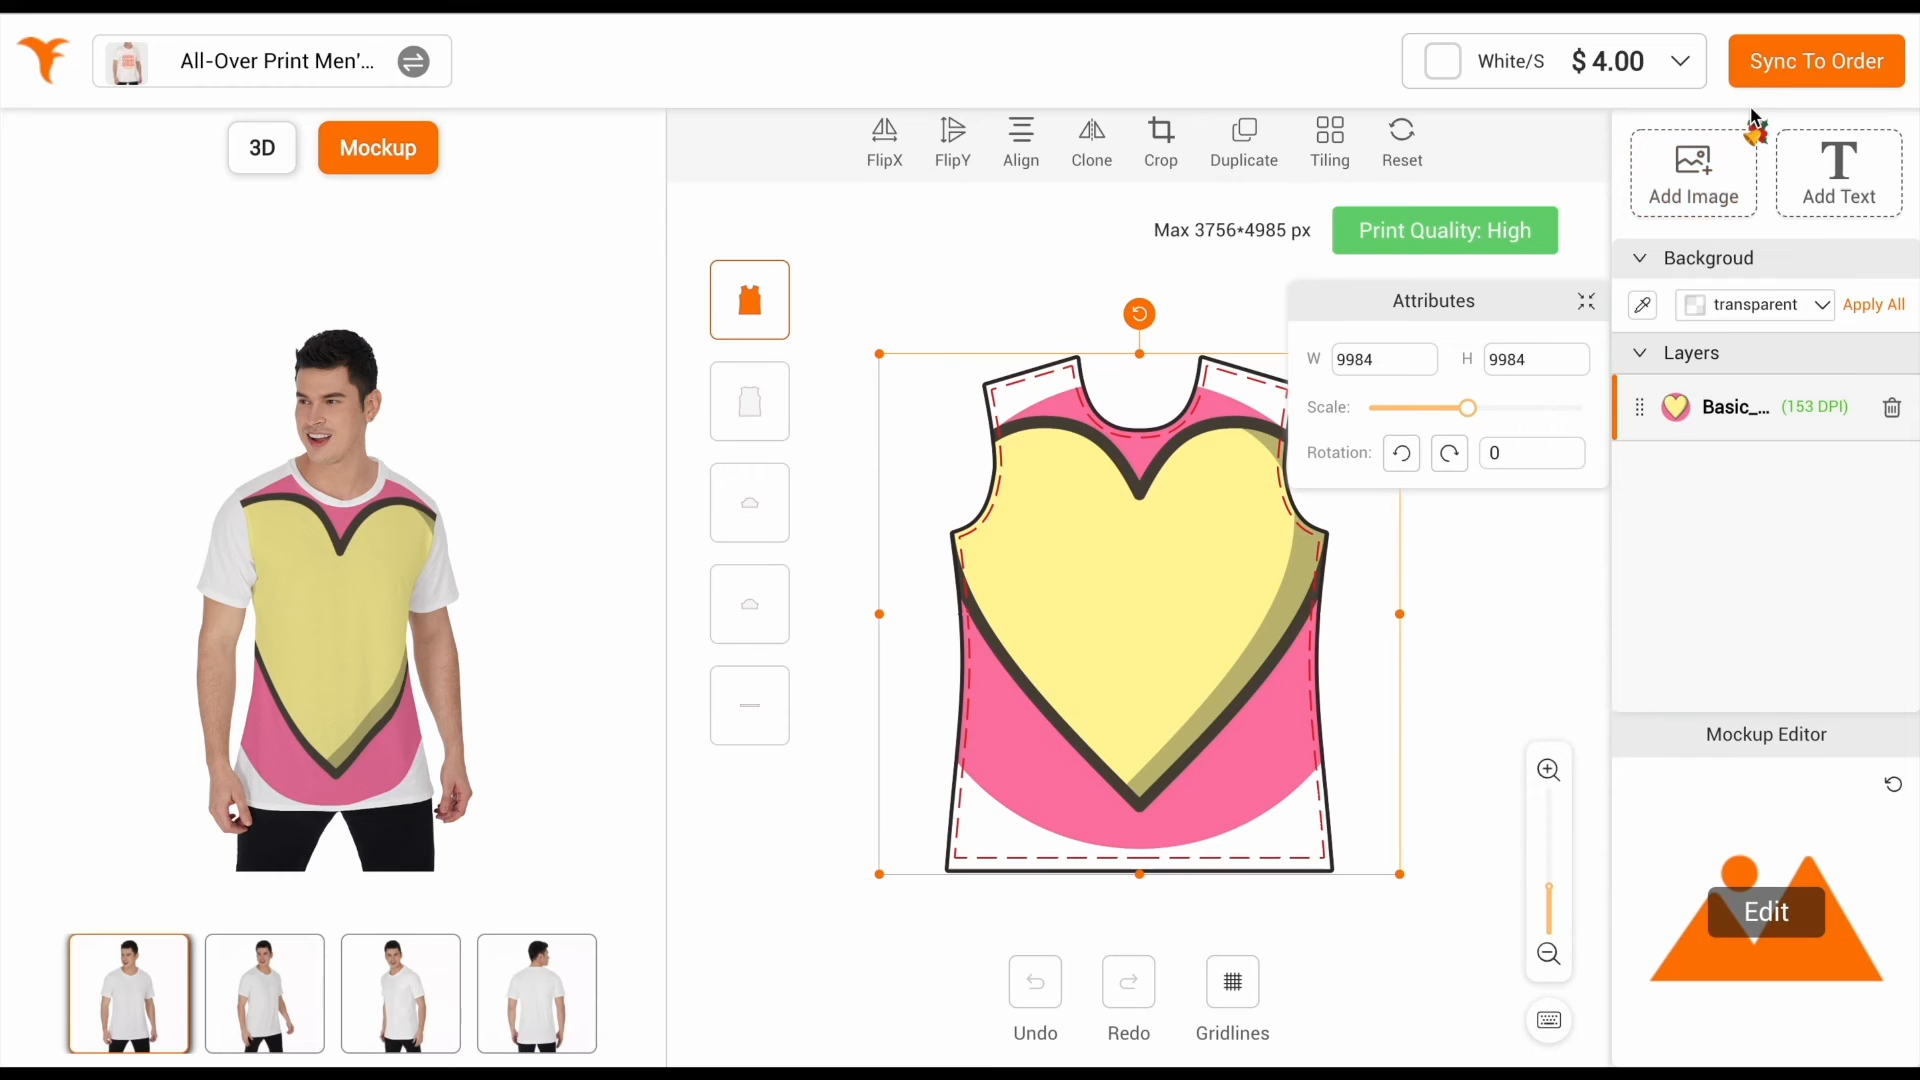 All-Over Print Men'...
White/S $ 4.00
Sync To Order
3D
Mockup
FlipX
FlipY
Align
Clone
Crop
Duplicate
Tiling
Reset
Add Image
T
Add Text
Max 3756*4985 px
Print Quality: High
Backgroud
transparent
Apply All
Attributes
W 9984 H 9984
Scale:
Rotation: 0
Layers
Basic_... (153 DPI)
Mockup Editor
Edit
Undo
Redo
Gridlines